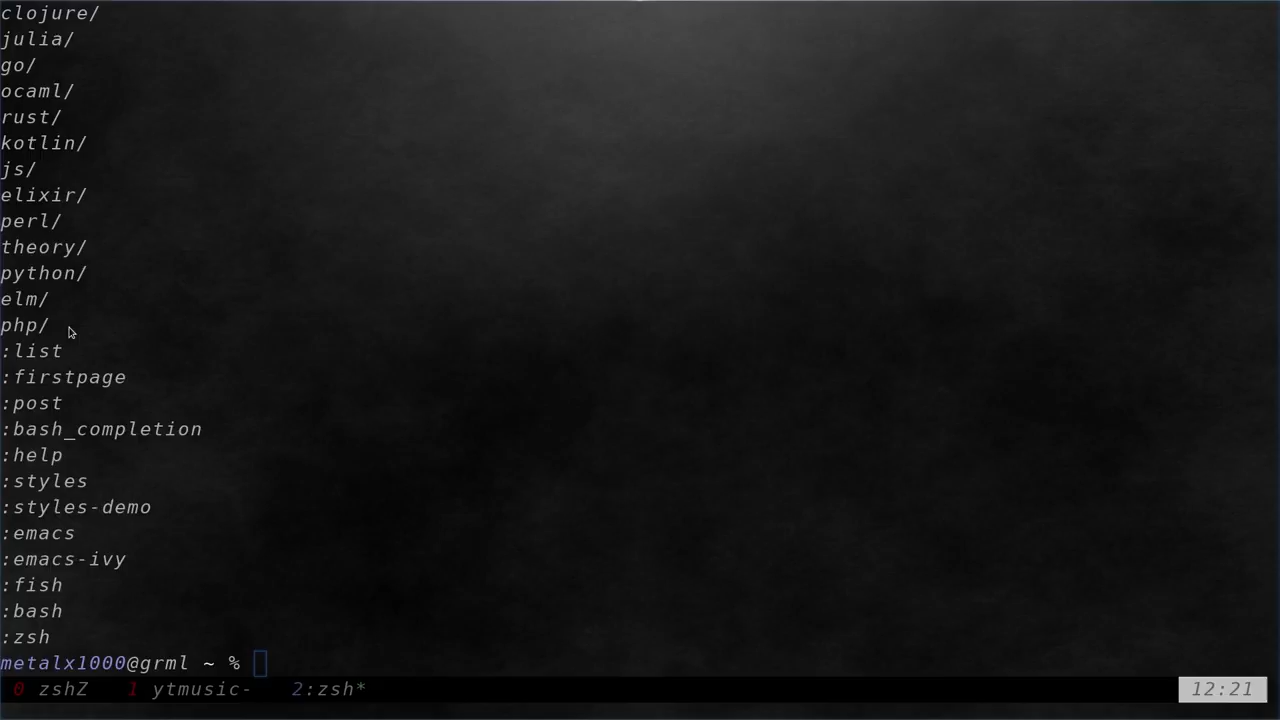 clojure/
julia/
go/
ocaml/
rust/
kotlin/
js/
elixir/
perl/
theory/
python/
elm/
php/
:list
:firstpage
:post
:bash_completion
:help
:styles
:styles-demo
:emacs
:emacs-ivy
:fish
:bash
:zsh
metalx1000@grml ~ %
0 zshZ 1 ytmusic- 2:zsh* 12:21